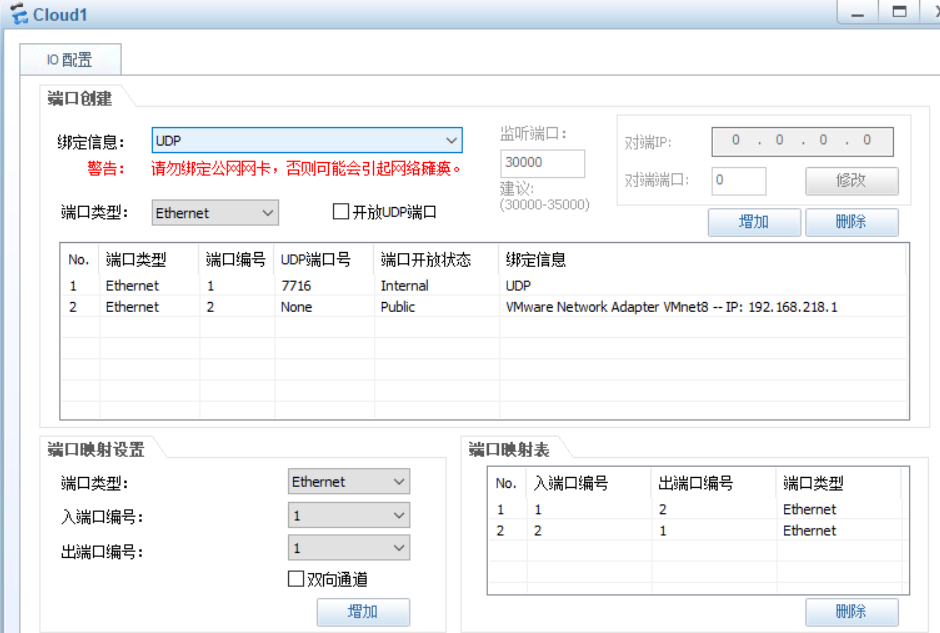 Cloud1
IO 配置
端口创建
绑定信息： UDP
警告： 请勿绑定公网网卡，否则可能会引起网络瘫痪。
端口类型： Ethernet 开放UDP端口
监听端口：
30000
建议:
(30000-35000)
对端IP: 0 . 0 . 0 . 0
对端端口: 0 修改
增加 删除
No. 端口类型 端口编号 UDP端口号 端口开放状态 绑定信息
1 Ethernet 1 7716 Internal UDP
2 Ethernet 2 None Public VMware Network Adapter VMnet8 -- IP: 192.168.218.1
端口映射设置
端口类型: Ethernet
入端口编号: 1
出端口编号: 1
双向通道
增加
端口映射表
No. 入端口编号 出端口编号 端口类型
1 1 2 Ethernet
2 2 1 Ethernet
删除